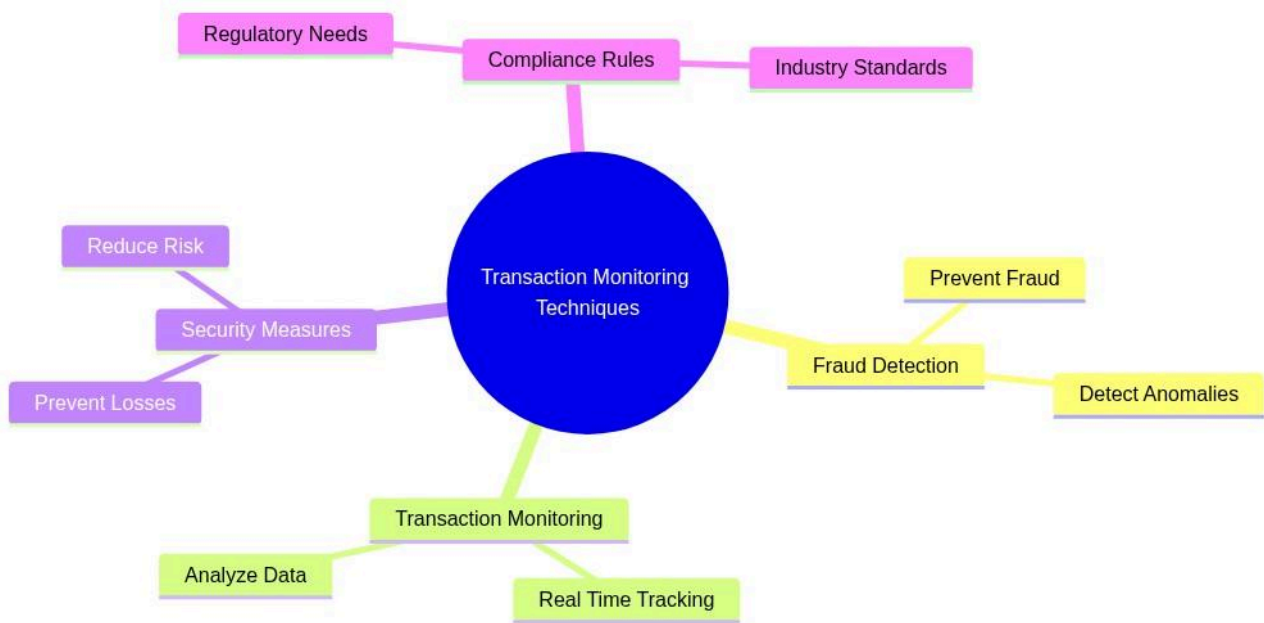 Regulatory Needs
Compliance Rules
Industry Standards
Reduce Risk
Security Measures
Prevent Losses
Transaction Monitoring
Techniques
Prevent Fraud
Fraud Detection
Detect Anomalies
Transaction Monitoring
Analyze Data
Real Time Tracking